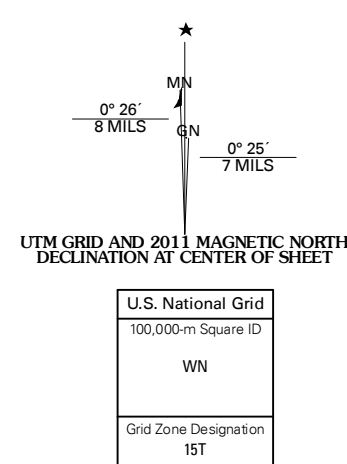 MN
0° 26´
8 MILS
GN
0° 25´
7 MILS
UTM GRID AND 2011 MAGNETIC NORTH
DECLINATION AT CENTER OF SHEET
U.S. National Grid
100,000-m Square ID
WN
Grid Zone Designation
15T